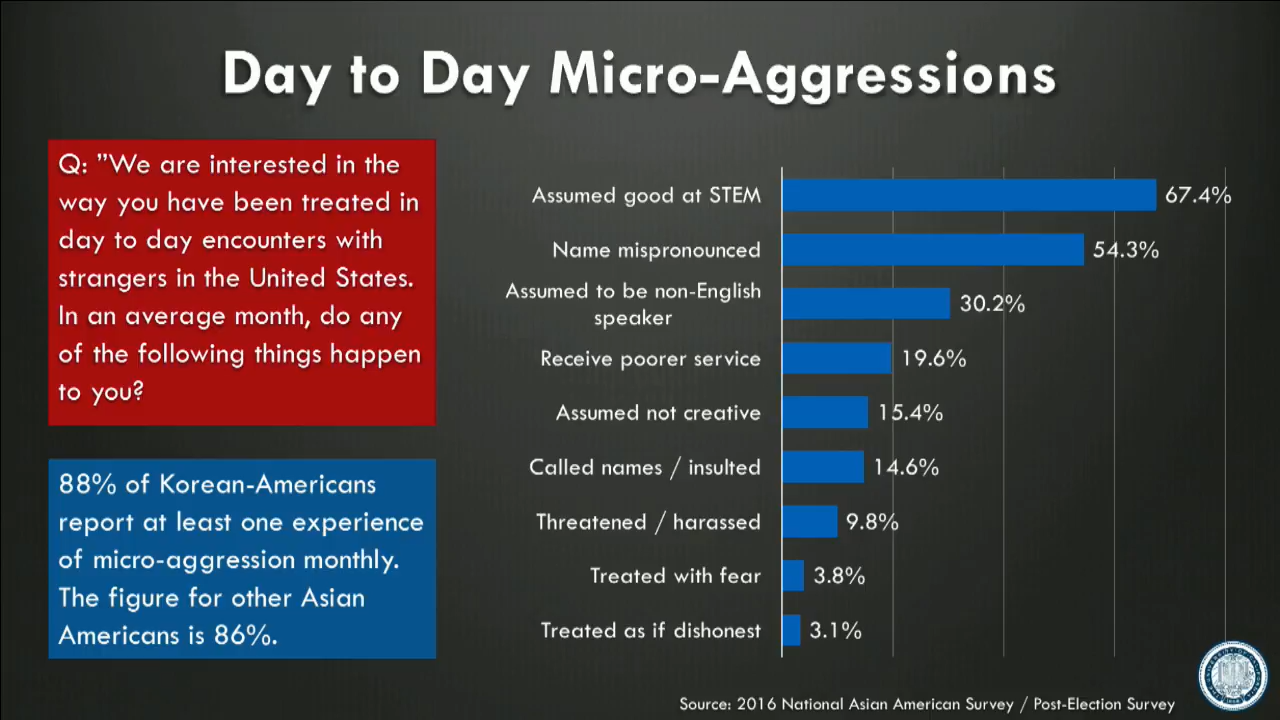 Day to Day Micro-Aggressions
Q: ”We are interested in the
way you have been treated in
day to day encounters with
strangers in the United States.
In an average month, do any
of the following things happen
to you?
88% of Korean-Americans
report at least one experience
of micro-aggression monthly.
The figure for other Asian
Americans is 86%.
Assumed good at STEM 67.4%
Name mispronounced 54.3%
Assumed to be non-English
speaker 30.2%
Receive poorer service 19.6%
Assumed not creative 15.4%
Called names / insulted 14.6%
Threatened / harassed 9.8%
Treated with fear 3.8%
Treated as if dishonest 3.1%
Source: 2016 National Asian American Survey / Post-Election Survey